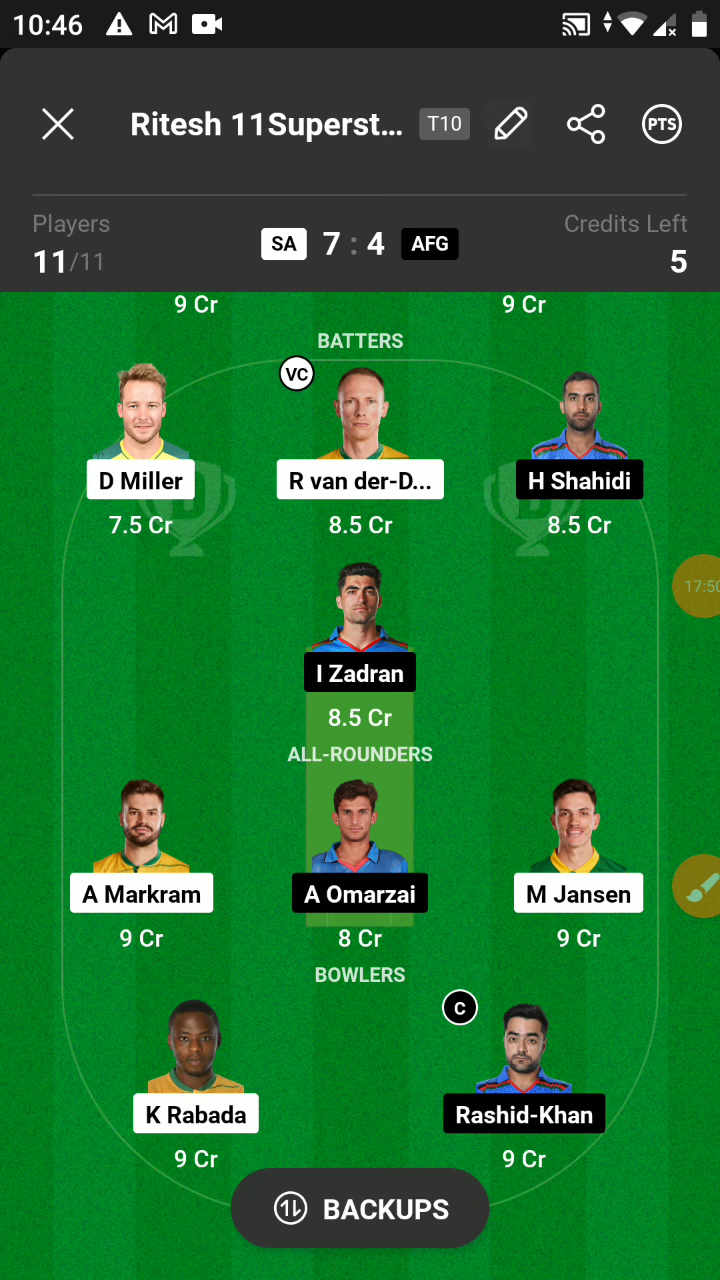 10:46
Ritesh 11Superst... T10 PTS
Players Credits Left
11/11 SA 7 : 4 AFG 5
9 Cr 9 Cr
BATTERS
VC
D Miller R van der-D... H Shahidi
7.5 Cr 8.5 Cr 8.5 Cr
17:50
I Zadran
8.5 Cr
ALL-ROUNDERS
A Markram A Omarzai M Jansen
9 Cr 8 Cr 9 Cr
BOWLERS
C
K Rabada Rashid-Khan
9 Cr 9 Cr
BACKUPS